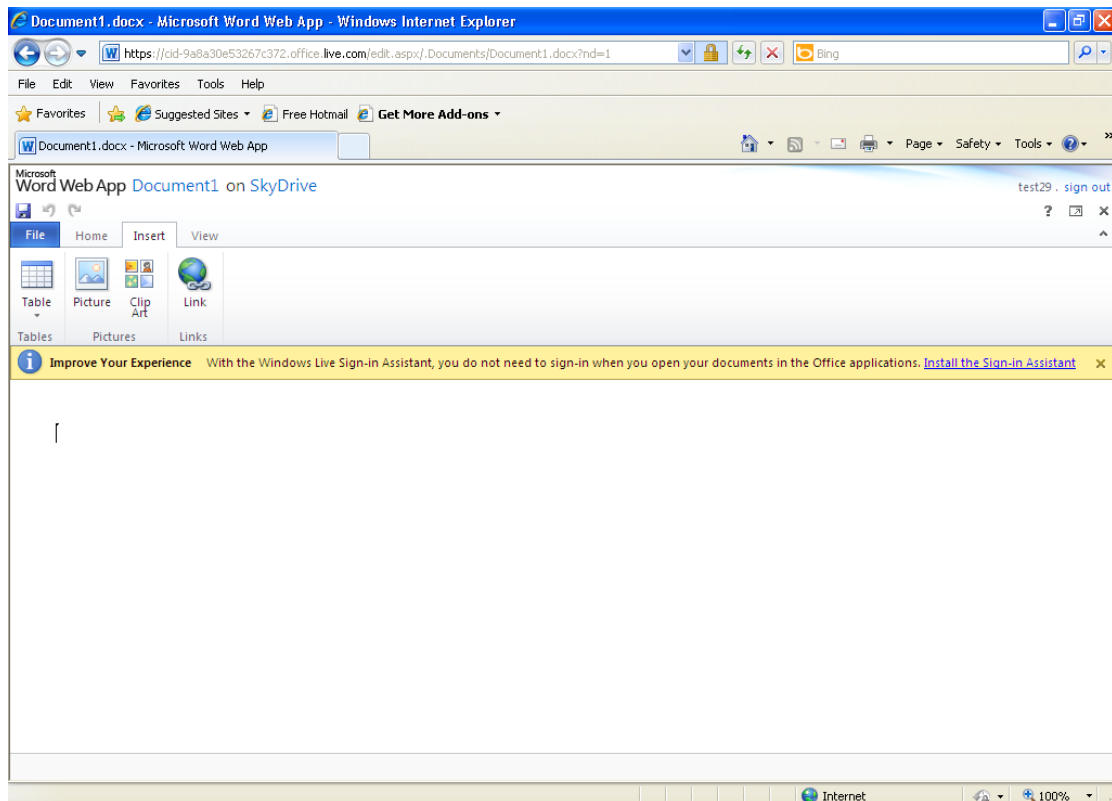 Document1.docx - Microsoft Word Web App - Windows Internet Explorer
https://cid-9a8a30e53267c372.office.live.com/edit.aspx/.Documents/Document1.docx?nd=1 Bing
File Edit View Favorites Tools Help
Favorites Suggested Sites Free Hotmail Get More Add-ons
Document1.docx - Microsoft Word Web App Page Safety Tools »
Microsoft
Word Web App Document1 on SkyDrive test29 . sign out
File Home Insert View
Table Picture Clip Art Link
Tables Pictures Links
Improve Your Experience With the Windows Live Sign-in Assistant, you do not need to sign-in when you open your documents in the Office applications. Install the Sign-in Assistant
Internet 100%